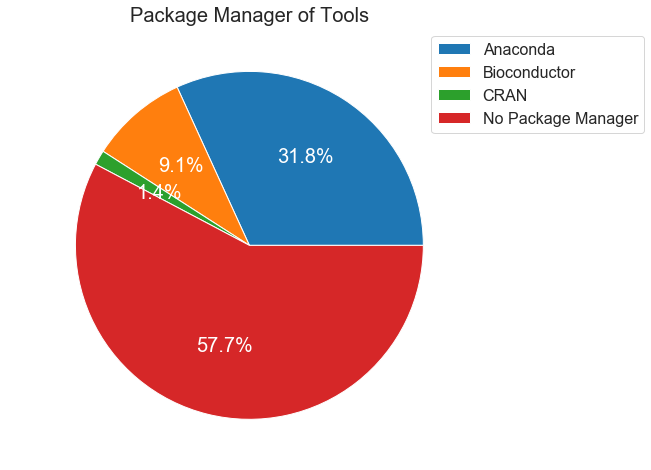 Package Manager of Tools
Anaconda
Bioconductor
CRAN
No Package Manager
31.8%
9.1%
1.4%
57.7%